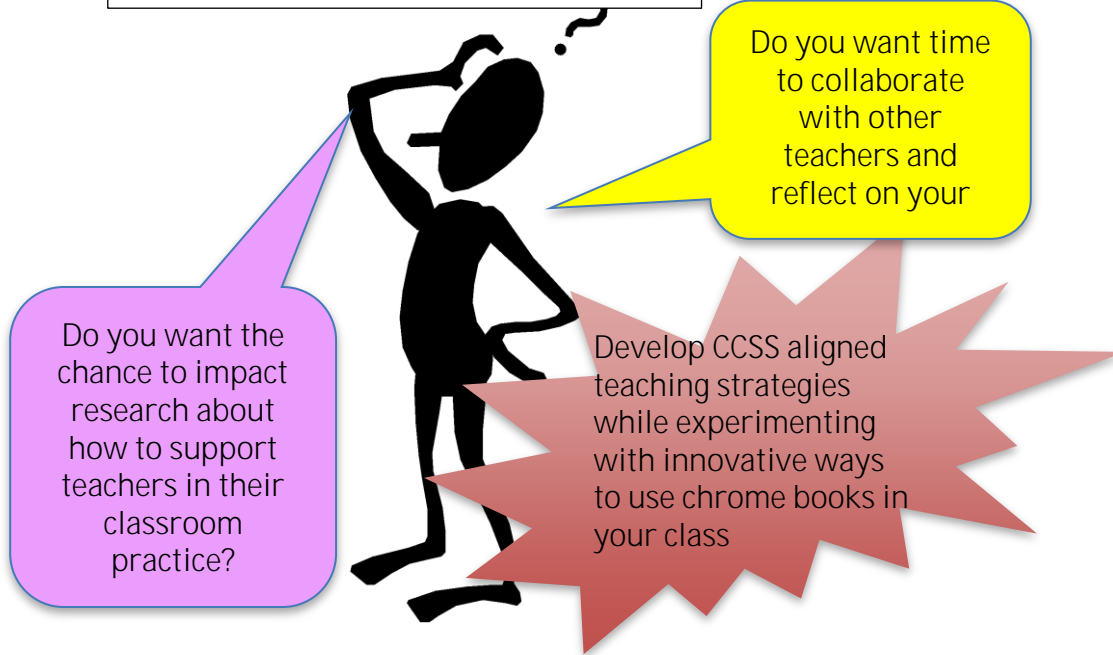 Do you want time
to collaborate
with other
teachers and
reflect on your
Do you want the
chance to impact
research about
how to support
teachers in their
classroom
practice?
Develop CCSS aligned
teaching strategies
while experimenting
with innovative ways
to use chrome books in
your class